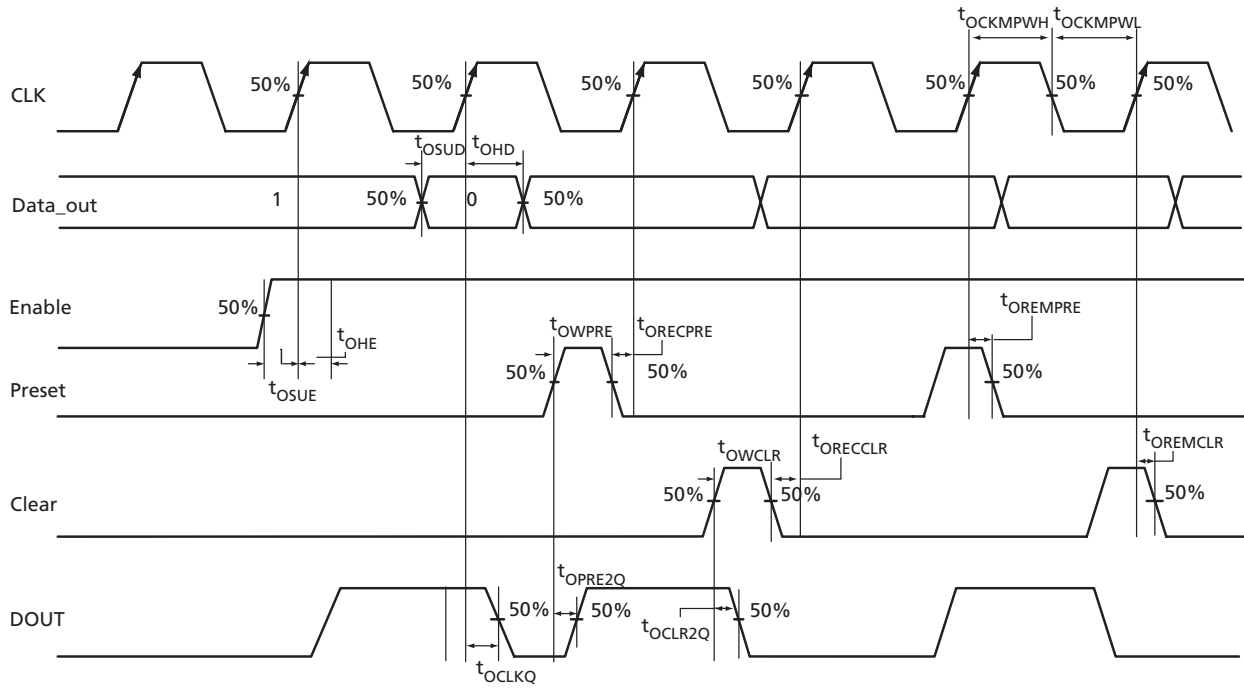 tOCKMPWH tOCKMPWL
CLK 50% 50% 50% 50% 50% 50% 50%
tOSUD tOHD
Data_out 1 50% 0 50%
Enable 50%
tOHE
tOSUE
tOWPRE tORECPRE tOREMPRE
Preset 50% 50% 50%
tOWCLR tORECCLR tOREMCLR
Clear 50% 50% 50%
tOPRE2Q
DOUT 50% 50% tOCLR2Q 50%
tOCLKQ